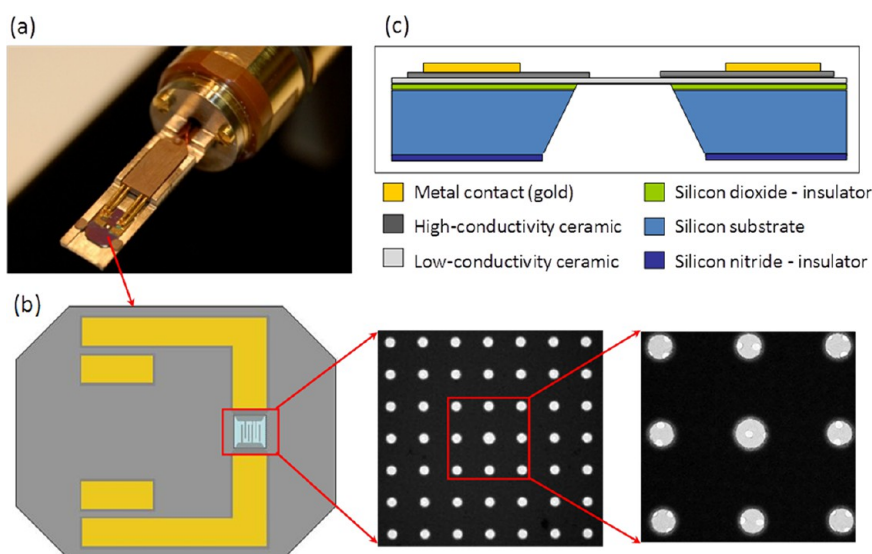 (a)
(c)
Metal contact (gold)
High-conductivity ceramic
Low-conductivity ceramic
Silicon dioxide - insulator
Silicon substrate
Silicon nitride - insulator
(b)